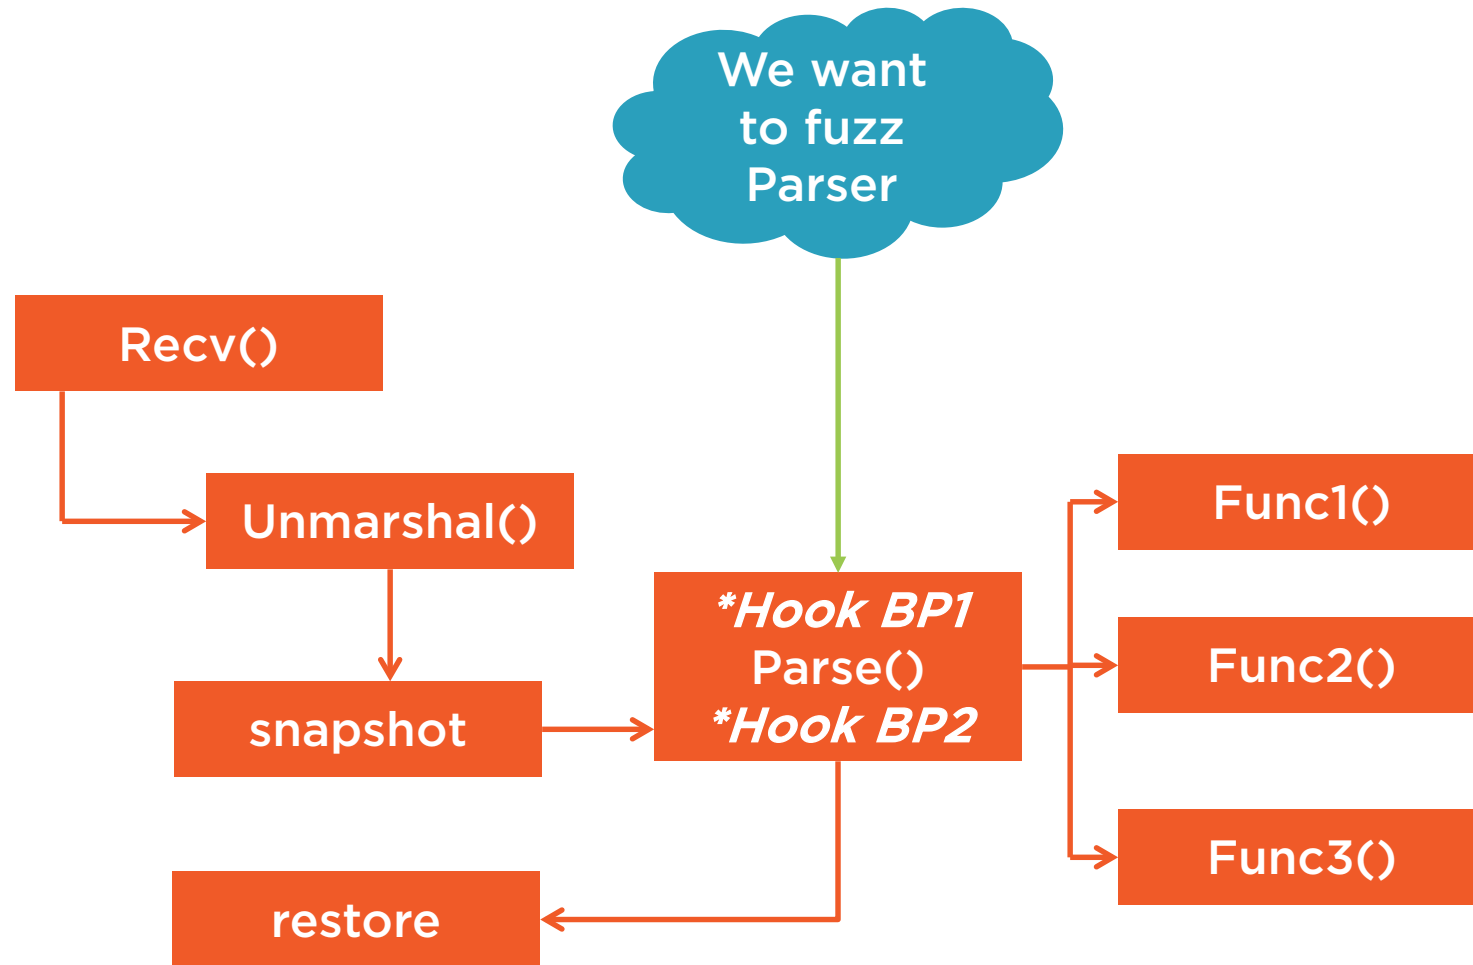 We want
to fuzz
Parser
Recv()
Unmarshal()
snapshot
*Hook BP1
Parse()
*Hook BP2
restore
Func1()
Func2()
Func3()